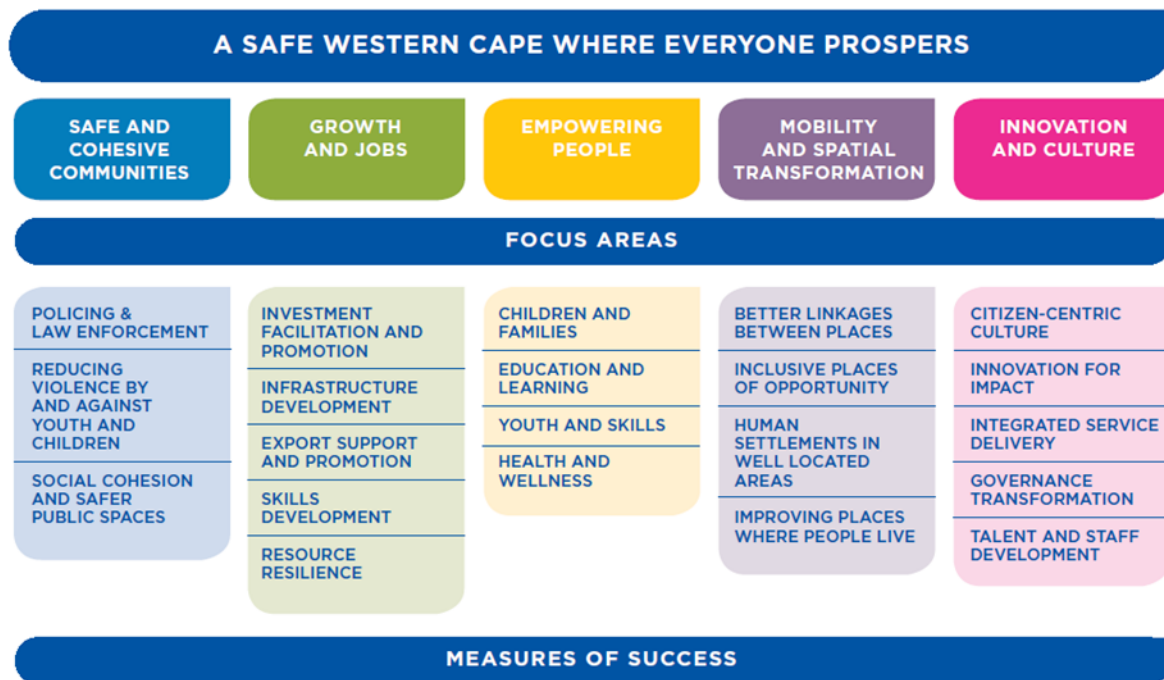 A SAFE WESTERN CAPE WHERE EVERYONE PROSPERS
SAFE AND
COHESIVE
COMMUNITIES
GROWTH
AND JOBS
EMPOWERING
PEOPLE
MOBILITY
AND SPATIAL
TRANSFORMATION
INNOVATION
AND CULTURE
FOCUS AREAS
POLICING &
LAW ENFORCEMENT
REDUCING
VIOLENCE BY
AND AGAINST
YOUTH AND
CHILDREN
SOCIAL COHESION
AND SAFER
PUBLIC SPACES
INVESTMENT
FACILITATION AND
PROMOTION
INFRASTRUCTURE
DEVELOPMENT
EXPORT SUPPORT
AND PROMOTION
SKILLS
DEVELOPMENT
RESOURCE
RESILIENCE
CHILDREN AND
FAMILIES
EDUCATION AND
LEARNING
YOUTH AND SKILLS
HEALTH AND
WELLNESS
BETTER LINKAGES
BETWEEN PLACES
INCLUSIVE PLACES
OF OPPORTUNITY
HUMAN
SETTLEMENTS IN
WELL LOCATED
AREAS
IMPROVING PLACES
WHERE PEOPLE LIVE
CITIZEN-CENTRIC
CULTURE
INNOVATION FOR
IMPACT
INTEGRATED SERVICE
DELIVERY
GOVERNANCE
TRANSFORMATION
TALENT AND STAFF
DEVELOPMENT
MEASURES OF SUCCESS